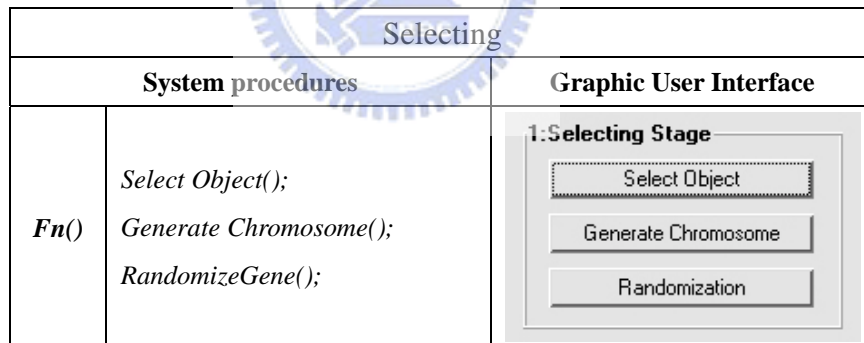 Selecting
System procedures
Graphic User Interface
Fn()
Select Object();
Generate Chromosome();
RandomizeGene();
1:Selecting Stage
Select Object
Generate Chromosome
Randomization